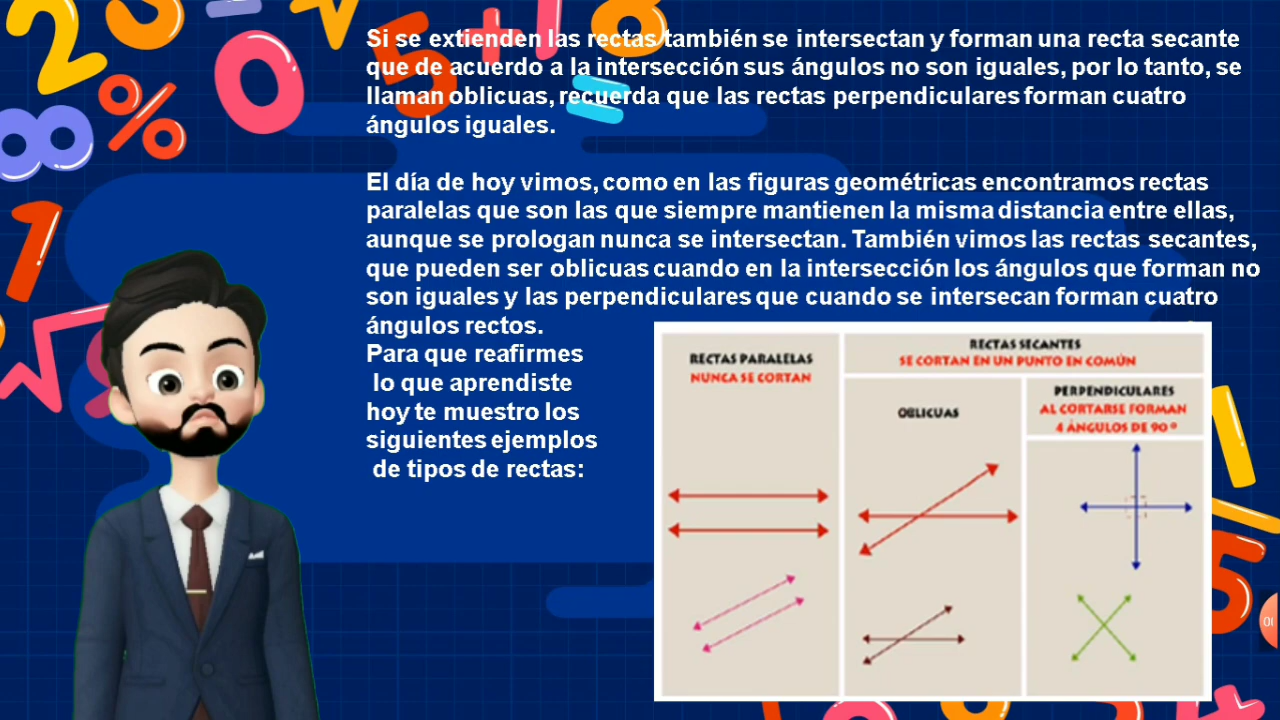 Si se extienden las rectas también se intersectan y forman una recta secante
que de acuerdo a la intersección sus ángulos no son iguales, por lo tanto, se
llaman oblicuas, recuerda que las rectas perpendiculares forman cuatro
ángulos iguales.
El día de hoy vimos, como en las figuras geométricas encontramos rectas
paralelas que son las que siempre mantienen la misma distancia entre ellas,
aunque se prologan nunca se intersectan. También vimos las rectas secantes,
que pueden ser oblicuas cuando en la intersección los ángulos que forman no
son iguales y las perpendiculares que cuando se intersecan forman cuatro
ángulos rectos.
Para que reafirmes
lo que aprendiste
hoy te muestro los
siguientes ejemplos
de tipos de rectas:
RECTAS PARALELAS
NUNCA SE CORTAN
RECTAS SECANTES
SE CORTAN EN UN PUNTO EN COMÚN
OBLICUAS
PERPENDICULARES
AL CORTARSE FORMAN
4 ÁNGULOS DE 90º